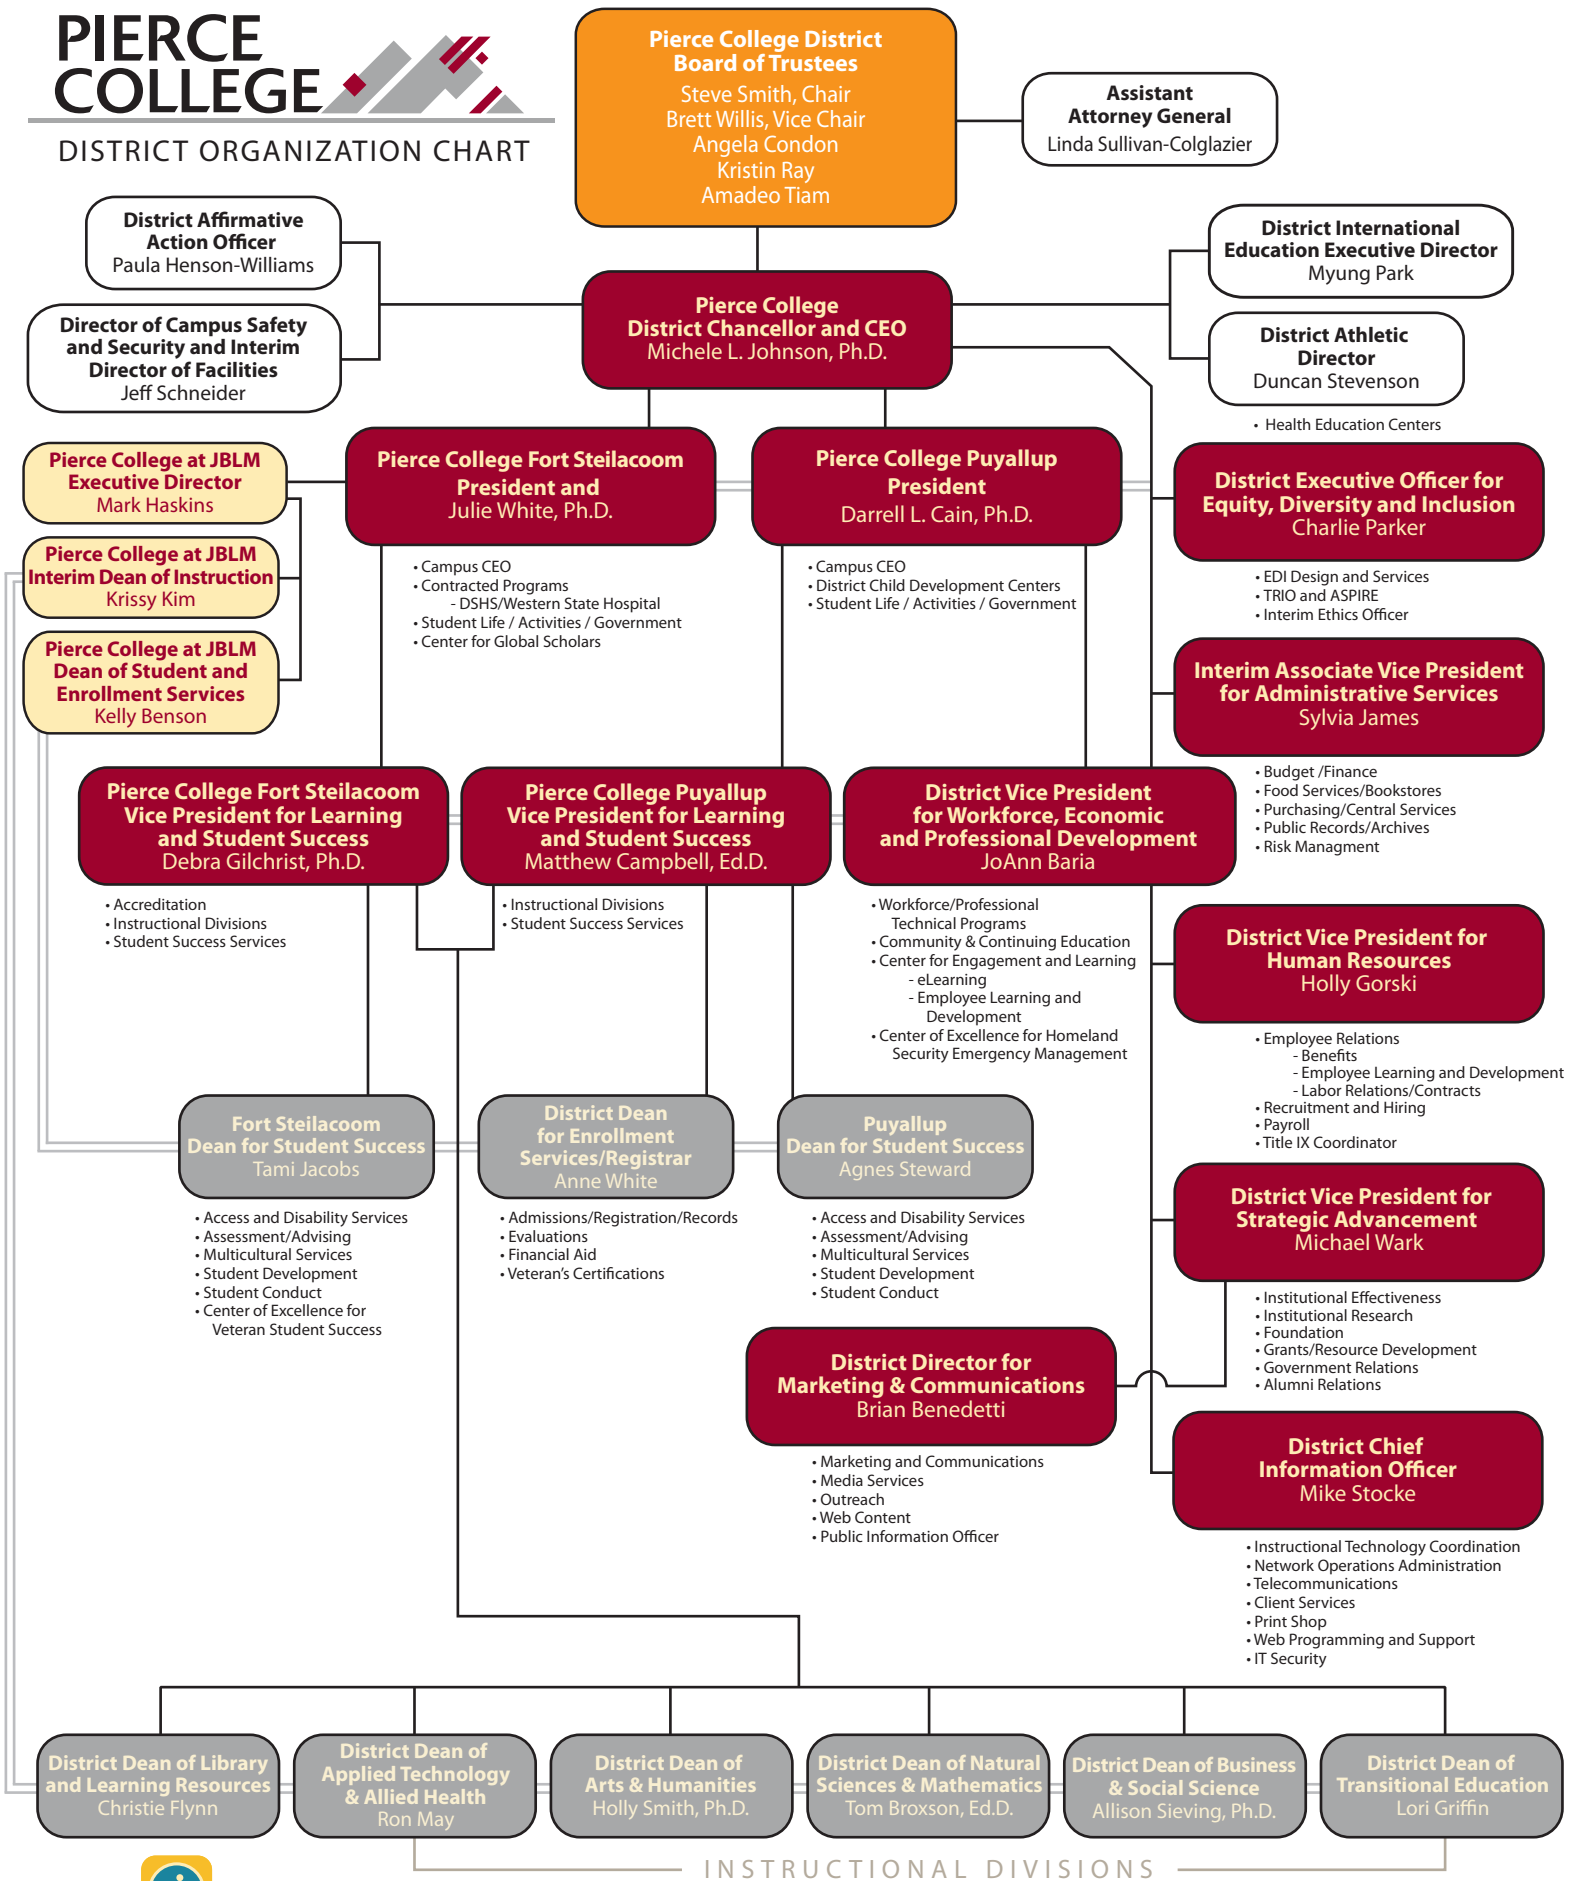 PIERCE
COLLEGE
DISTRICT ORGANIZATION CHART
Pierce College District
Board of Trustees
Steve Smith, Chair
Brett Willis, Vice Chair
Angela Condon
Kristin Ray
Amadeo Tiam
Assistant
Attorney General
Linda Sullivan-Colglazier
District Affirmative
Action Officer
Paula Henson-Williams
Director of Campus Safety
and Security and Interim
Director of Facilities
Jeff Schneider
Pierce College
District Chancellor and CEO
Michele L. Johnson, Ph.D.
District International
Education Executive Director
Myung Park
District Athletic
Director
Duncan Stevenson
• Health Education Centers
Pierce College at JBLM
Executive Director
Mark Haskins
Pierce College at JBLM
Interim Dean of Instruction
Krissy Kim
Pierce College at JBLM
Dean of Student and
Enrollment Services
Kelly Benson
Pierce College Fort Steilacoom
President and
Julie White, Ph.D.
• Campus CEO
• Contracted Programs
- DSHS/Western State Hospital
• Student Life / Activities / Government
• Center for Global Scholars
Pierce College Puyallup
President
Darrell L. Cain, Ph.D.
• Campus CEO
• District Child Development Centers
• Student Life / Activities / Government
District Executive Officer for
Equity, Diversity and Inclusion
Charlie Parker
• EDI Design and Services
• TRIO and ASPIRE
• Interim Ethics Officer
Interim Associate Vice President
for Administrative Services
Sylvia James
• Budget /Finance
• Food Services/Bookstores
• Purchasing/Central Services
• Public Records/Archives
• Risk Managment
Pierce College Fort Steilacoom
Vice President for Learning
and Student Success
Debra Gilchrist, Ph.D.
• Accreditation
• Instructional Divisions
• Student Success Services
Pierce College Puyallup
Vice President for Learning
and Student Success
Matthew Campbell, Ed.D.
• Instructional Divisions
• Student Success Services
District Vice President
for Workforce, Economic
and Professional Development
JoAnn Baria
• Workforce/Professional
Technical Programs
• Community & Continuing Education
• Center for Engagement and Learning
- eLearning
- Employee Learning and
Development
• Center of Excellence for Homeland
Security Emergency Management
District Vice President for
Human Resources
Holly Gorski
• Employee Relations
- Benefits
- Employee Learning and Development
- Labor Relations/Contracts
• Recruitment and Hiring
• Payroll
• Title IX Coordinator
Fort Steilacoom
Dean for Student Success
Tami Jacobs
• Access and Disability Services
• Assessment/Advising
• Multicultural Services
• Student Development
• Student Conduct
• Center of Excellence for
Veteran Student Success
District Dean
for Enrollment
Services/Registrar
Anne White
• Admissions/Registration/Records
• Evaluations
• Financial Aid
• Veteran's Certifications
Puyallup
Dean for Student Success
Agnes Steward
• Access and Disability Services
• Assessment/Advising
• Multicultural Services
• Student Development
• Student Conduct
District Vice President for
Strategic Advancement
Michael Wark
• Institutional Effectiveness
• Institutional Research
• Foundation
• Grants/Resource Development
• Government Relations
• Alumni Relations
District Director for
Marketing & Communications
Brian Benedetti
• Marketing and Communications
• Media Services
• Outreach
• Web Content
• Public Information Officer
District Chief
Information Officer
Mike Stocke
• Instructional Technology Coordination
• Network Operations Administration
• Telecommunications
• Client Services
• Print Shop
• Web Programming and Support
• IT Security
District Dean of Library
and Learning Resources
Christie Flynn
District Dean of
Applied Technology
& Allied Health
Ron May
District Dean of
Arts & Humanities
Holly Smith, Ph.D.
District Dean of Natural
Sciences & Mathematics
Tom Broxson, Ed.D.
District Dean of Business
& Social Science
Allison Sieving, Ph.D.
District Dean of
Transitional Education
Lori Griffin
INSTRUCTIONAL DIVISIONS